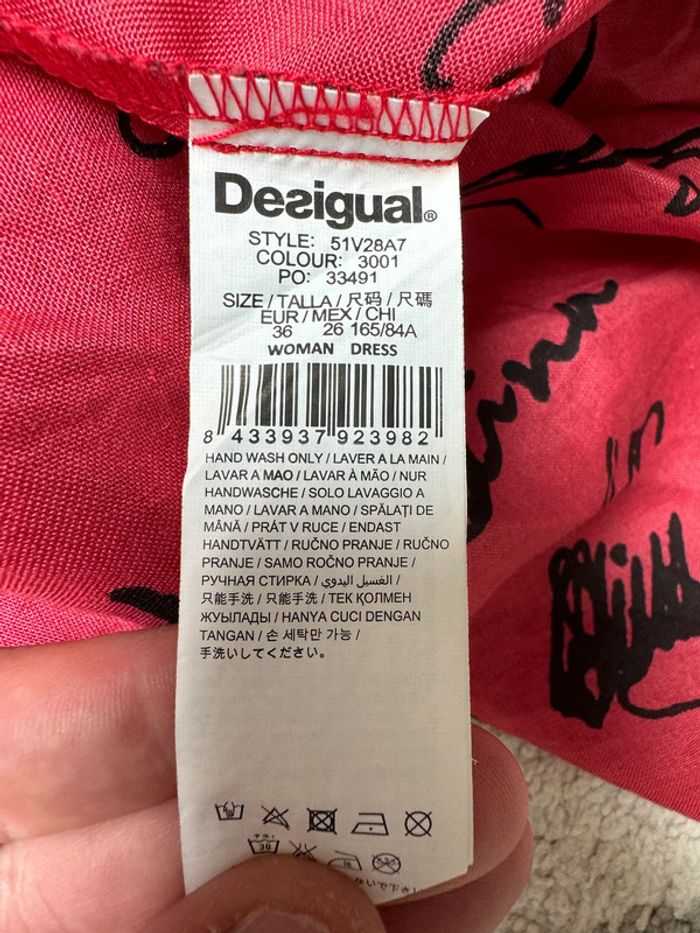 Desigual®
STYLE: 51V28A7
COLOUR: 3001
PO: 33491
SIZE / TALLA / 尺码 / 尺碼
EUR / MEX / CHI
36 26 165/84A
WOMAN DRESS
8 433937 923982
HAND WASH ONLY / LAVER A LA MAIN /
LAVAR A MAO / LAVAR À MÃO / NUR
HANDWASCHE / SOLO LAVAGGIO A
MANO / LAVAR A MANO / SPĂLAȚI DE
MÂNĂ / PRÁT V RUCE / ENDAST
HANDTVÄTT / RUČNO PRANJE / RUČNO
PRANJE / SAMO ROČNO PRANJE /
РУЧНАЯ СТИРКА / الغسيل اليدوي /
只能手洗 / 只能手洗 / ТЕК ҚОЛМЕН
ЖУЫЛАДЫ / HANYA CUCI DENGAN
TANGAN / 손 세탁만 가능 /
手洗いしてください。
30